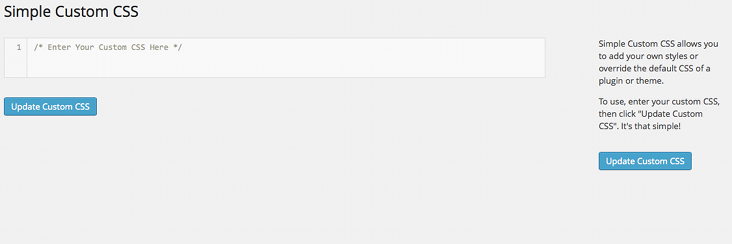 Simple Custom CSS
1 /* Enter Your Custom CSS Here */
Update Custom CSS
Simple Custom CSS allows you
to add your own styles or
override the default CSS of a
plugin or theme.
To use, enter your custom CSS,
then click "Update Custom
CSS". It's that simple!
Update Custom CSS